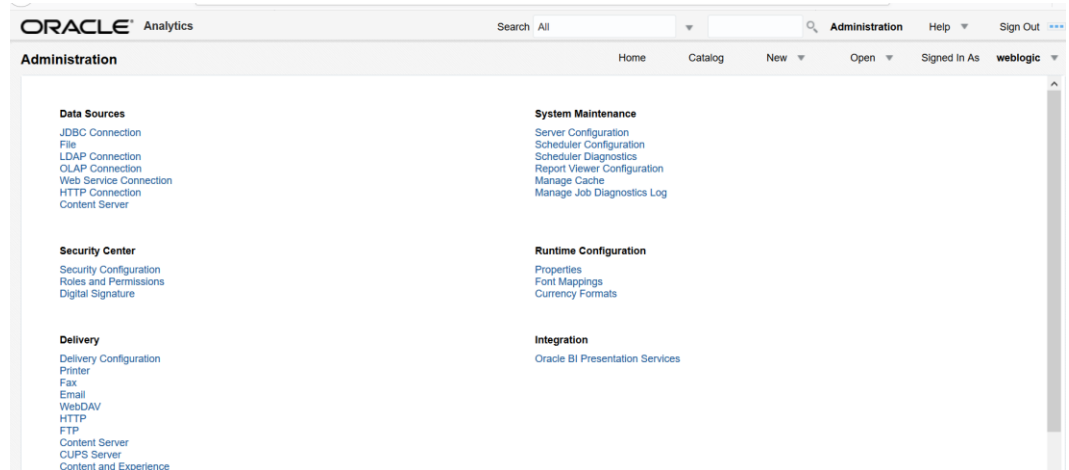 ORACLE Analytics Search All Administration Help Sign Out
Administration Home Catalog New Open Signed In As weblogic
Data Sources
JDBC Connection
File
LDAP Connection
OLAP Connection
Web Service Connection
HTTP Connection
Content Server
System Maintenance
Server Configuration
Scheduler Configuration
Scheduler Diagnostics
Report Viewer Configuration
Manage Cache
Manage Job Diagnostics Log
Security Center
Security Configuration
Roles and Permissions
Digital Signature
Runtime Configuration
Properties
Font Mappings
Currency Formats
Delivery
Delivery Configuration
Printer
Fax
Email
WebDAV
HTTP
FTP
Content Server
CUPS Server
Content and Experience
Integration
Oracle BI Presentation Services